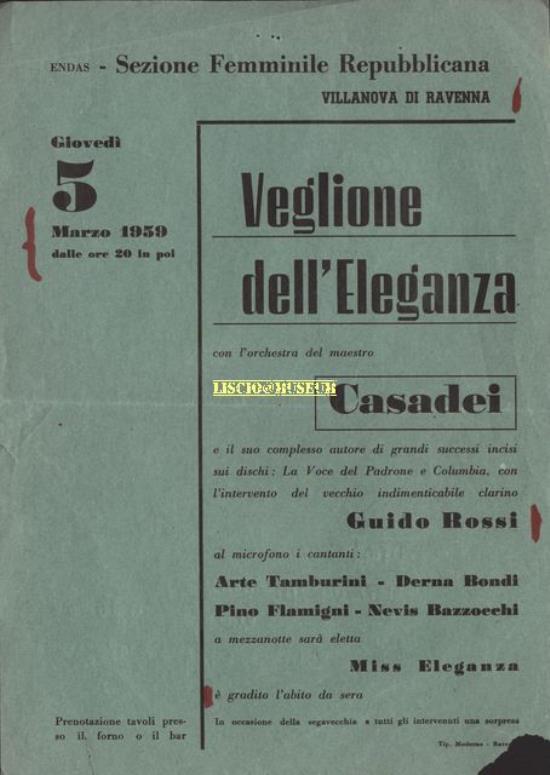 ENDAS - Sezione Femminile Repubblicana
VILLANOVA DI RAVENNA
Giovedì
5
Marzo 1959
dalle ore 20 in poi
Veglione
dell'Eleganza
con l'orchestra del maestro
LISCIO@MUSEUM
Casadei
e il suo complesso autore di grandi successi incisi
sui dischi: La Voce del Padrone e Columbia, con
l'intervento del vecchio indimenticabile clarino
Guido Rossi
al microfono i cantanti:
Arte Tamburini - Derna Bondi
Pino Flamigni - Nevis Bazzocchi
a mezzanotte sarà eletta
Miss Eleganza
è gradito l'abito da sera
Prenotazione tavoli pres-
so il forno o il bar
In occasione della segavecchia a tutti gli intervenuti una sorpresa
Tip. Moderna -